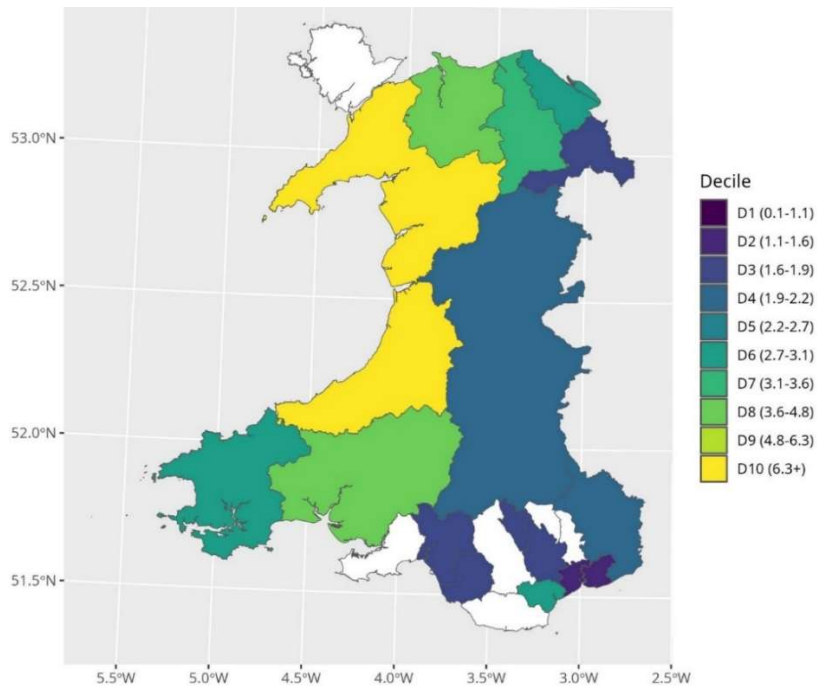 53.0°N
52.5°N
52.0°N
51.5°N
5.5°W 5.0°W 4.5°W 4.0°W 3.5°W 3.0°W 2.5°W
Decile
D1 (0.1-1.1)
D2 (1.1-1.6)
D3 (1.6-1.9)
D4 (1.9-2.2)
D5 (2.2-2.7)
D6 (2.7-3.1)
D7 (3.1-3.6)
D8 (3.6-4.8)
D9 (4.8-6.3)
D10 (6.3+)